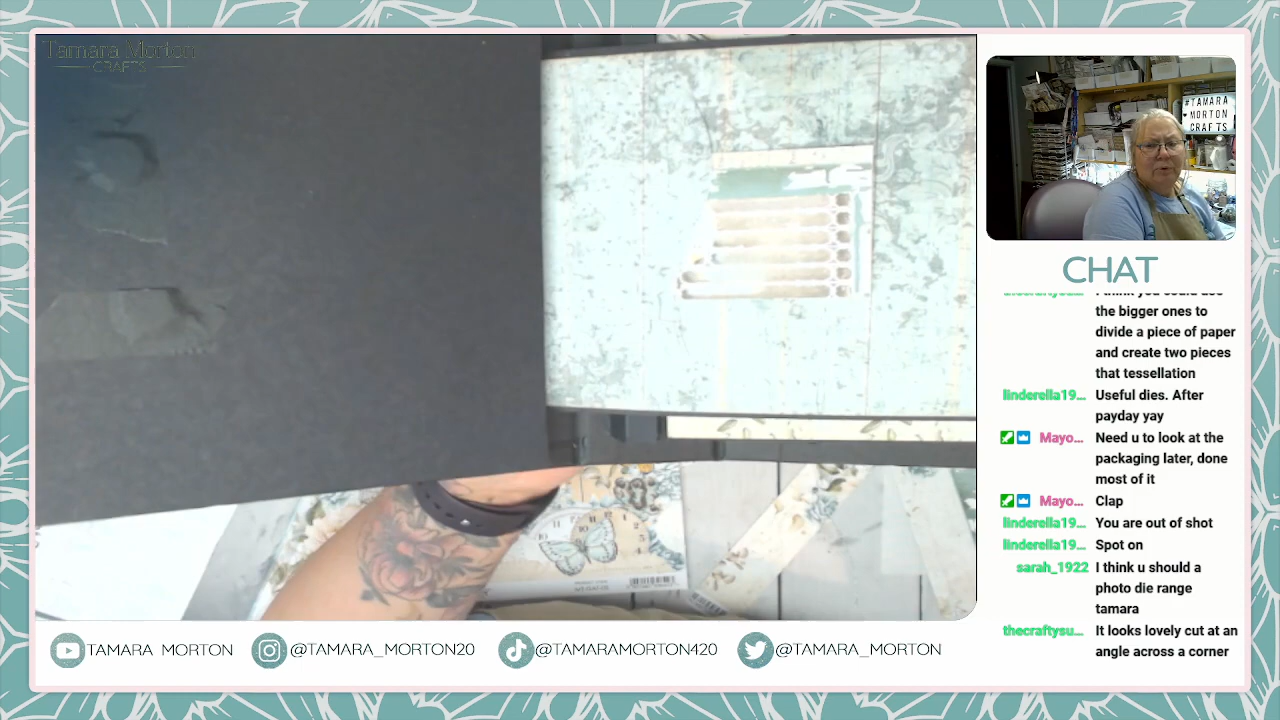 Tamara Morton
CRAFTS
#TAMARA
MORTON
CRAFTS
CHAT
the bigger ones to
divide a piece of paper
and create two pieces
that tessellation
linderella19... Useful dies. After
payday yay
Mayo... Need u to look at the
packaging later, done
most of it
Mayo... Clap
linderella19... You are out of shot
linderella19... Spot on
sarah_1922 I think u should a
photo die range
tamara
thecraftysu... It looks lovely cut at an
angle across a corner
TAMARA MORTON @TAMARA_MORTON20 @TAMARAMORTON420 @TAMARA_MORTON